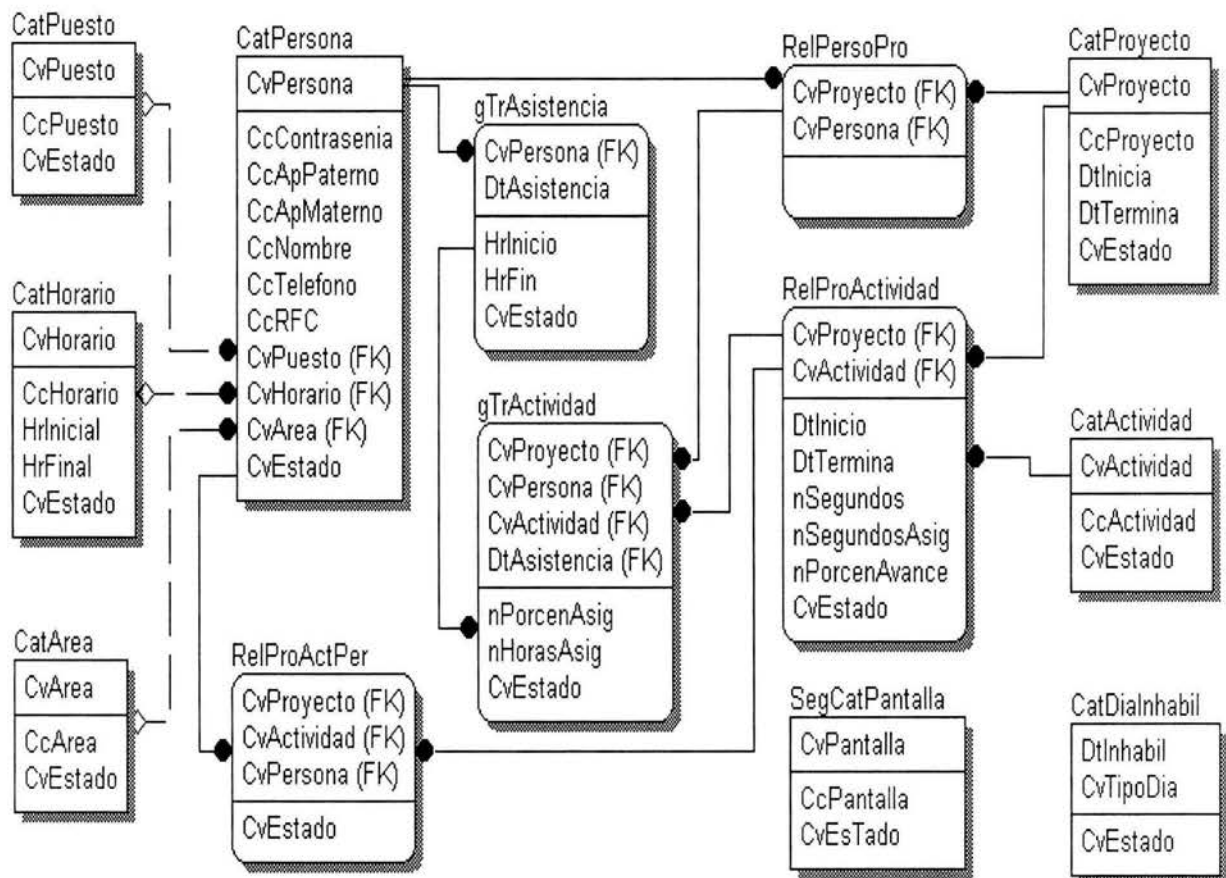 CatPuesto
CvPuesto
CcPuesto
CvEstado
CatHorario
CvHorario
CcHorario
HrInicial
HrFinal
CvEstado
CatArea
CvArea
CcArea
CvEstado
CatPersona
CvPersona
CcContrasenia
CcApPaterno
CcApMaterno
CcNombre
CcTelefono
CcRFC
CvPuesto (FK)
CvHorario (FK)
CvArea (FK)
CvEstado
RelProActPer
CvProyecto (FK)
CvActividad (FK)
CvPersona (FK)
CvEstado
gTrAsistencia
CvPersona (FK)
DtAsistencia
HrInicio
HrFin
CvEstado
gTrActividad
CvProyecto (FK)
CvPersona (FK)
CvActividad (FK)
DtAsistencia (FK)
nPorcenAsig
nHorasAsig
CvEstado
RelPersoPro
CvProyecto (FK)
CvPersona (FK)
RelProActividad
CvProyecto (FK)
CvActividad (FK)
DtInicio
DtTermina
nSegundos
nSegundosAsig
nPorcenAvance
CvEstado
SegCatPantalla
CvPantalla
CcPantalla
CvEsTado
CatProyecto
CvProyecto
CcProyecto
DtInicia
DtTermina
CvEstado
CatActividad
CvActividad
CcActividad
CvEstado
CatDiaInhabil
DtInhabil
CvTipoDia
CvEstado